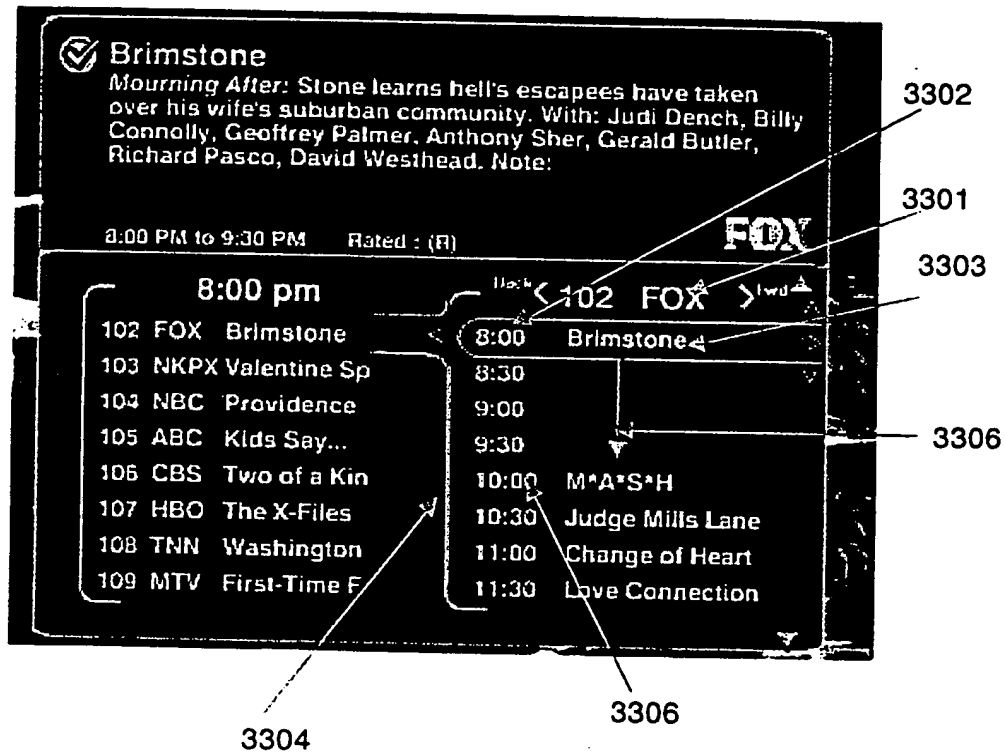 Brimstone
Mourning After: Stone learns hell's escapees have taken
over his wife's suburban community. With: Judi Dench, Billy
Connolly, Geoffrey Palmer, Anthony Sher, Gerald Butler,
Richard Pasco, David Westhead. Note:
8:00 PM to 9:30 PM Rated : (R)
FOX
8:00 pm
102 FOX Brimstone
103 NKPX Valentine Sp
104 NBC Providence
105 ABC Kids Say...
106 CBS Two of a Kin
107 HBO The X-Files
108 TNN Washington
109 MTV First-Time F
Back < 102 FOX > Fwd
8:00 Brimstone
8:30
9:00
9:30
10:00 M*A*S*H
10:30 Judge Mills Lane
11:00 Change of Heart
11:30 Love Connection
3302
3301
3303
3306
3306
3304